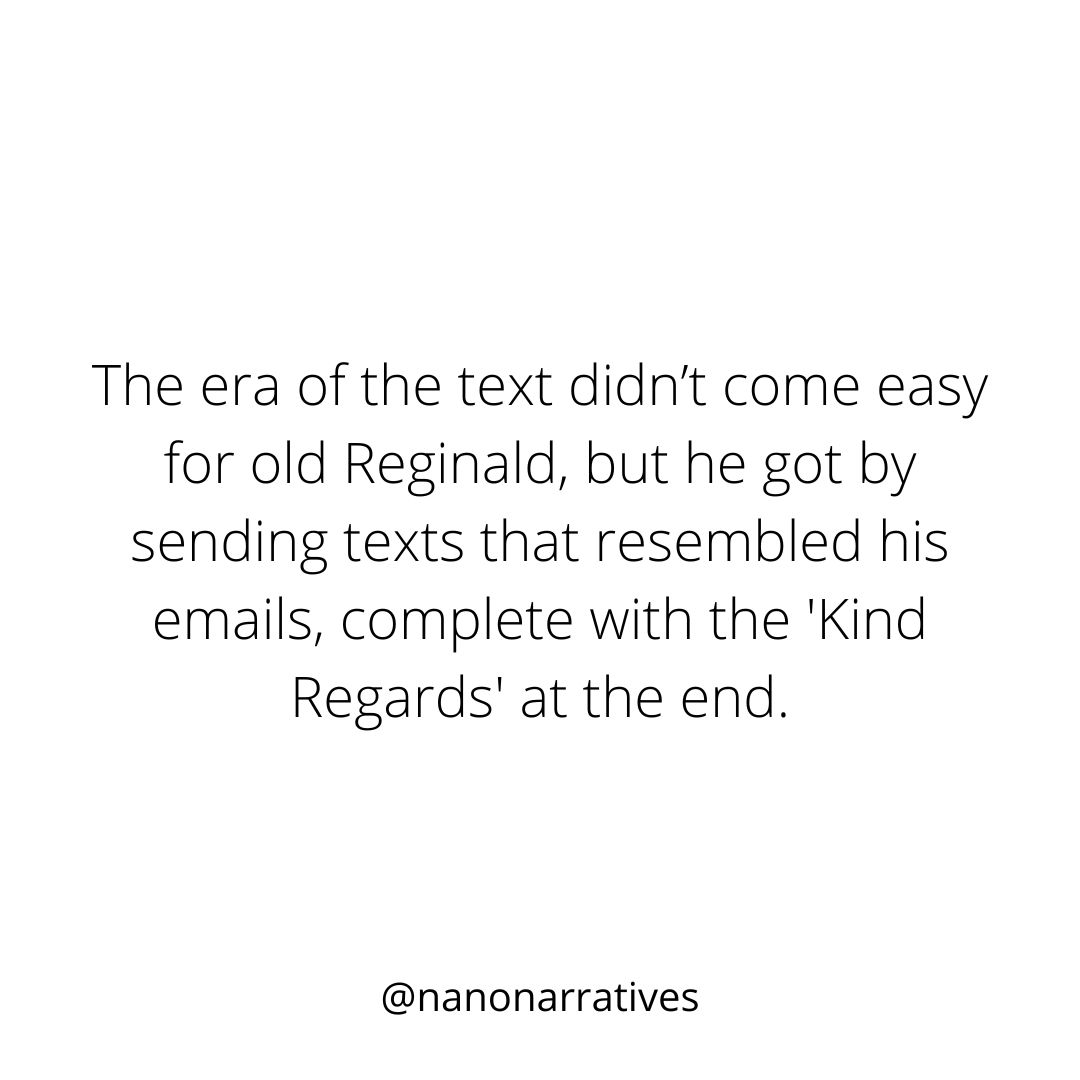 The era of the text didn’t come easy
for old Reginald, but he got by
sending texts that resembled his
emails, complete with the 'Kind
Regards' at the end.
@nanonarratives